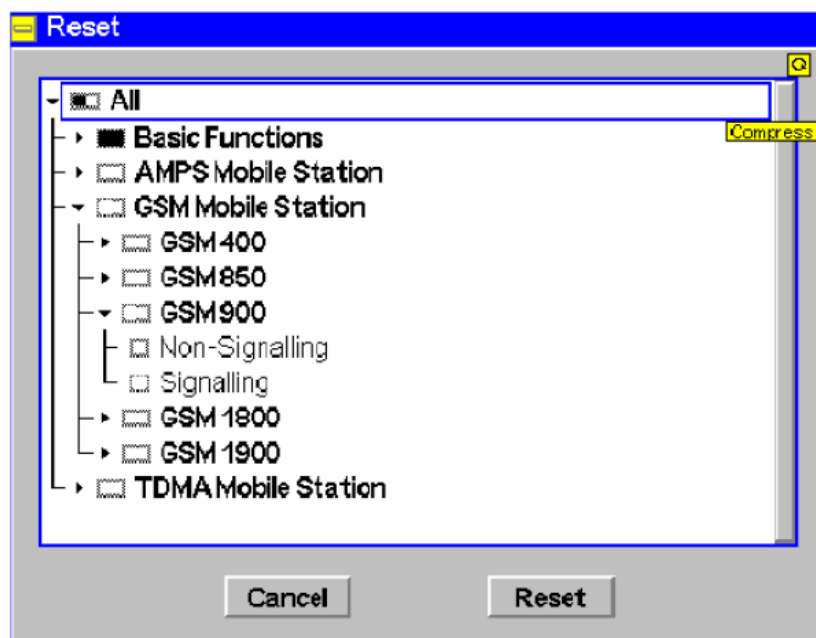 Reset
All
Compress
Basic Functions
AMPS Mobile Station
GSM Mobile Station
GSM 400
GSM 850
GSM 900
Non-Signalling
Signalling
GSM 1800
GSM 1900
TDMA Mobile Station
Cancel Reset